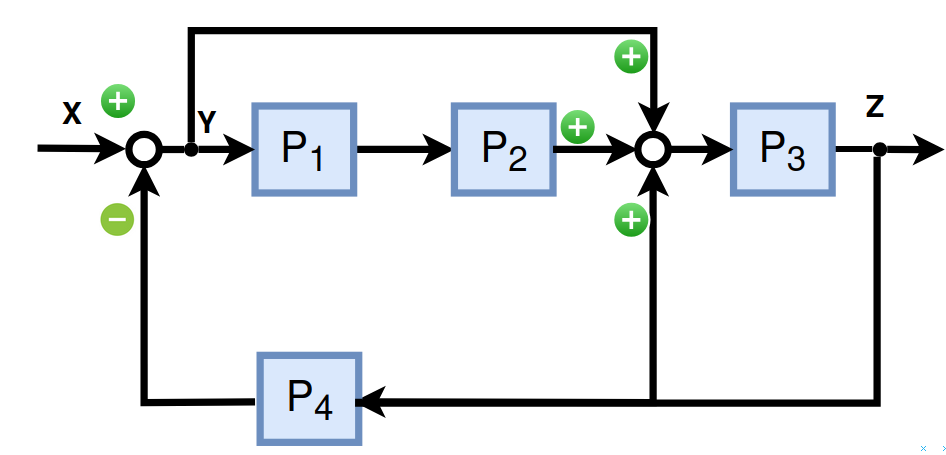 X
+
Y
+
+
Z
P1
P2
P3
−
+
P4